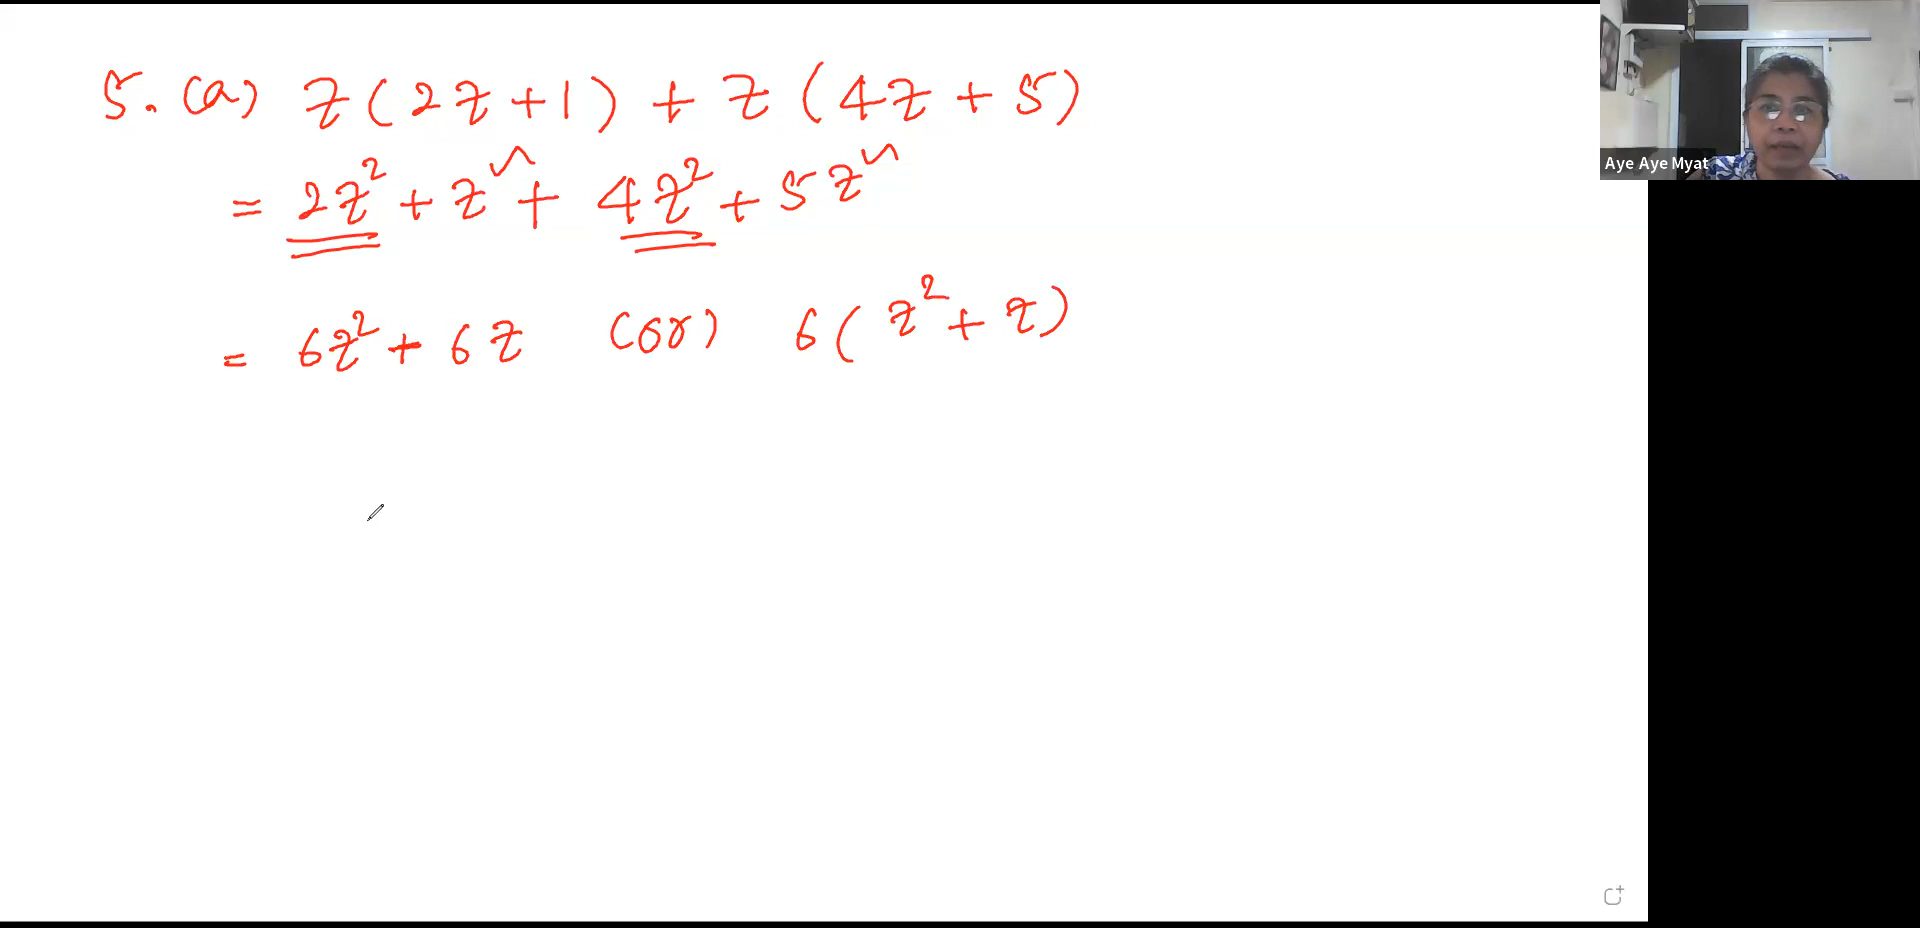 5. (a) z(2z+1) + z(4z+5)
= 2z² + z + 4z² + 5z
= 6z² + 6z (or) 6(z² + z)
Aye Aye Myat